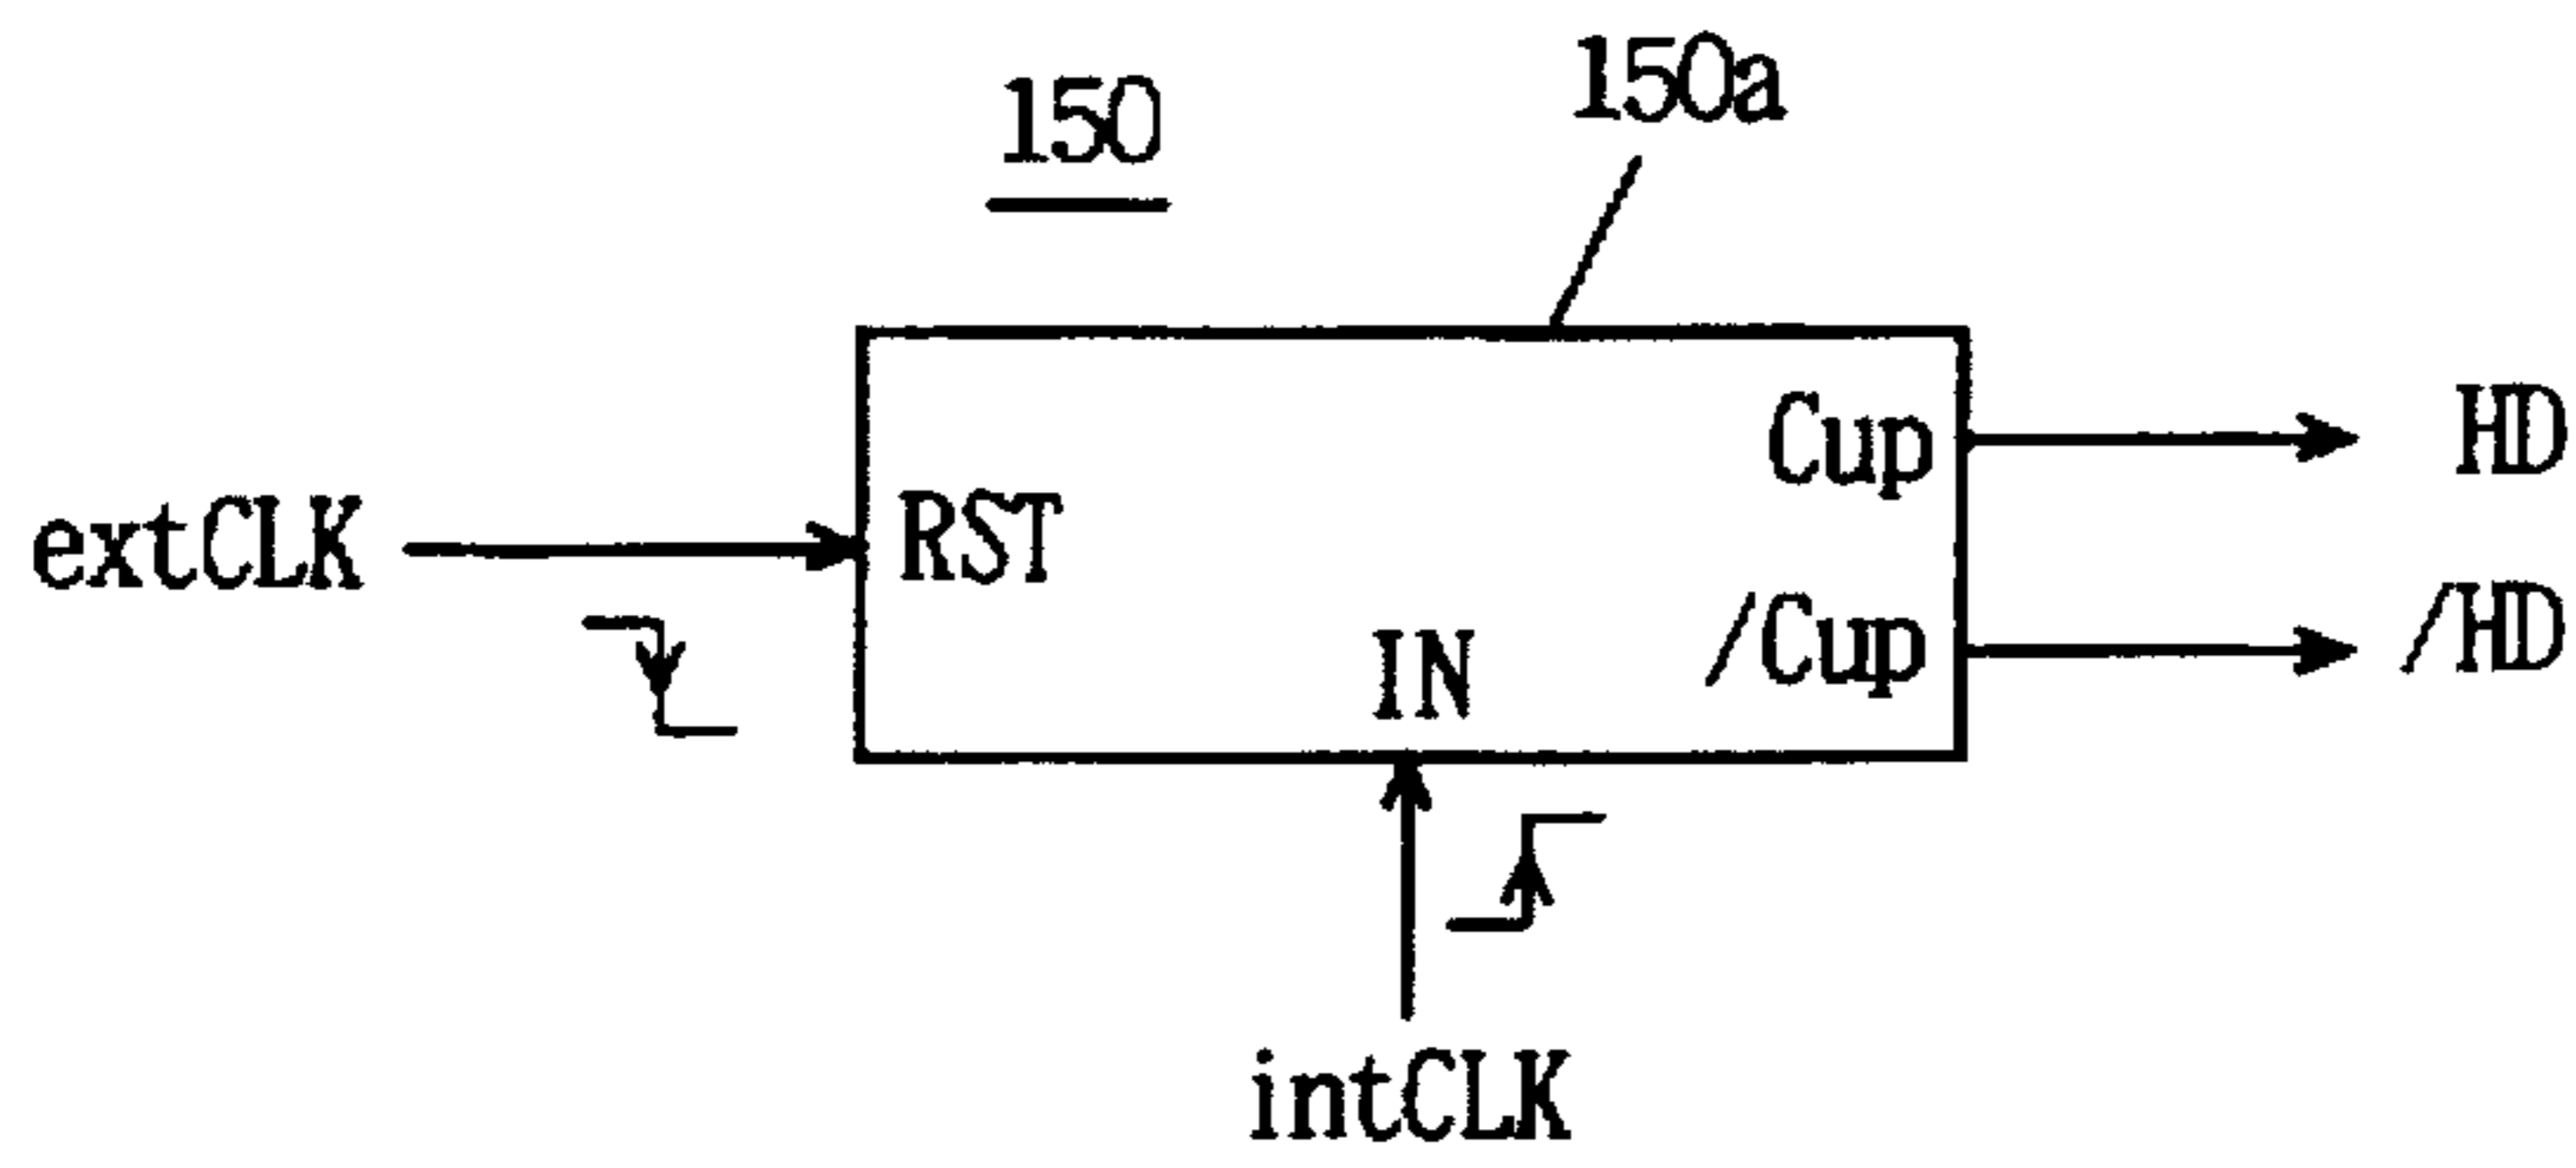 150
150a
Cup
HD
extCLK
RST
/Cup
/HD
IN
intCLK